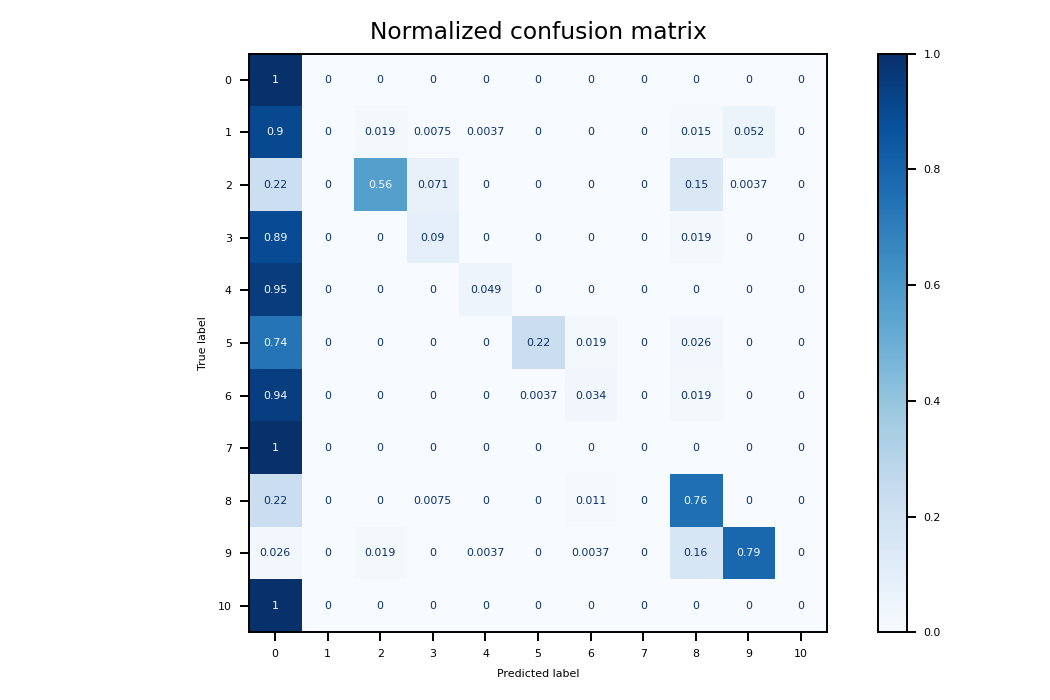 Normalized confusion matrix
0 1 0 0 0 0 0 0 0 0 0 0
1 0.9 0 0.019 0.0075 0.0037 0 0 0 0.015 0.052 0
2 0.22 0 0.56 0.071 0 0 0 0 0.15 0.0037 0
3 0.89 0 0 0.09 0 0 0 0 0.019 0 0
4 0.95 0 0 0 0.049 0 0 0 0 0 0
5 0.74 0 0 0 0 0.22 0.019 0 0.026 0 0
6 0.94 0 0 0 0 0.0037 0.034 0 0.019 0 0
7 1 0 0 0 0 0 0 0 0 0 0
8 0.22 0 0 0.0075 0 0 0.011 0 0.76 0 0
9 0.026 0 0.019 0 0.0037 0 0.0037 0 0.16 0.79 0
10 1 0 0 0 0 0 0 0 0 0 0
0 1 2 3 4 5 6 7 8 9 10
Predicted label
True label
1.0
0.8
0.6
0.4
0.2
0.0